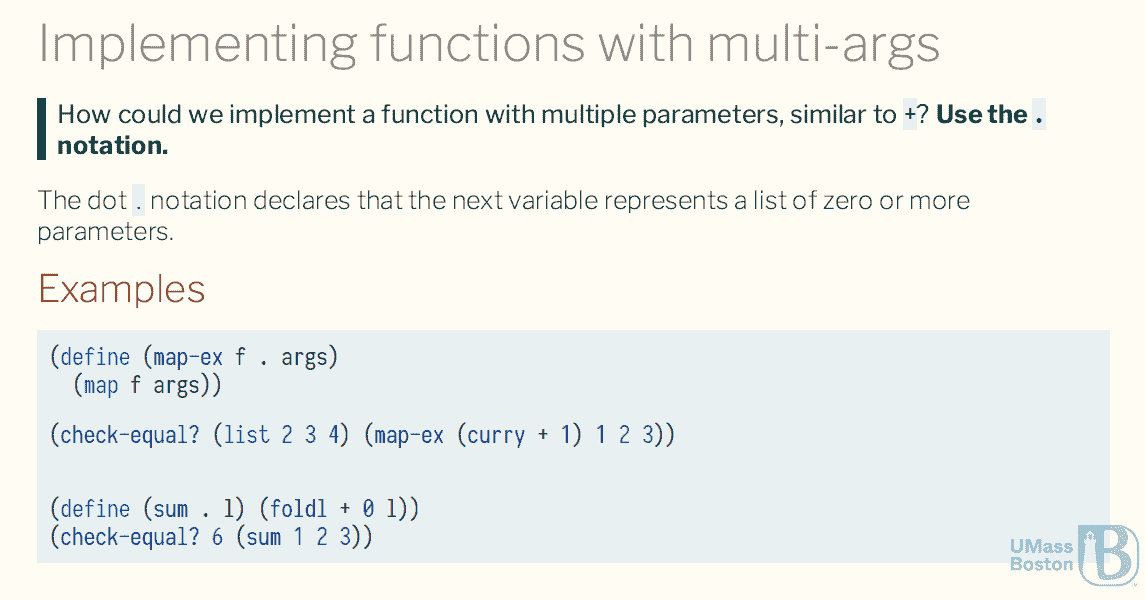 Implementing functions with multi-args
How could we implement a function with multiple parameters, similar to +? Use the .
notation.
The dot . notation declares that the next variable represents a list of zero or more
parameters.
Examples
(define (map-ex f . args)
  (map f args))
(check-equal? (list 2 3 4) (map-ex (curry + 1) 1 2 3))
(define (sum . l) (foldl + 0 l))
(check-equal? 6 (sum 1 2 3))
UMass
Boston
B